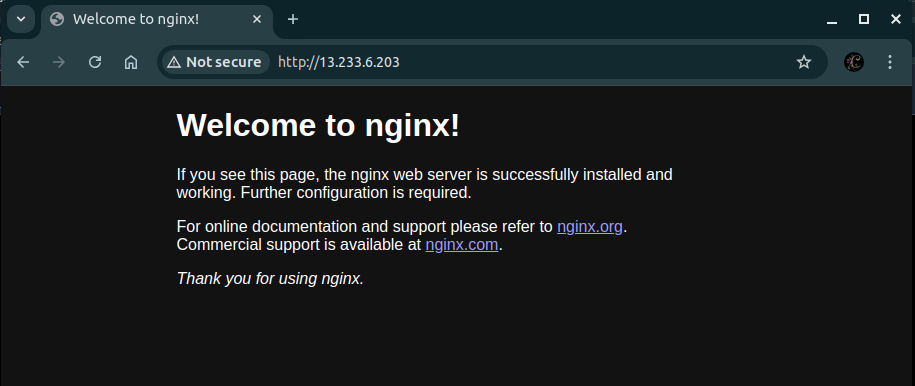 Welcome to nginx!
Not secure http://13.233.6.203
Welcome to nginx!
If you see this page, the nginx web server is successfully installed and
working. Further configuration is required.
For online documentation and support please refer to nginx.org.
Commercial support is available at nginx.com.
Thank you for using nginx.